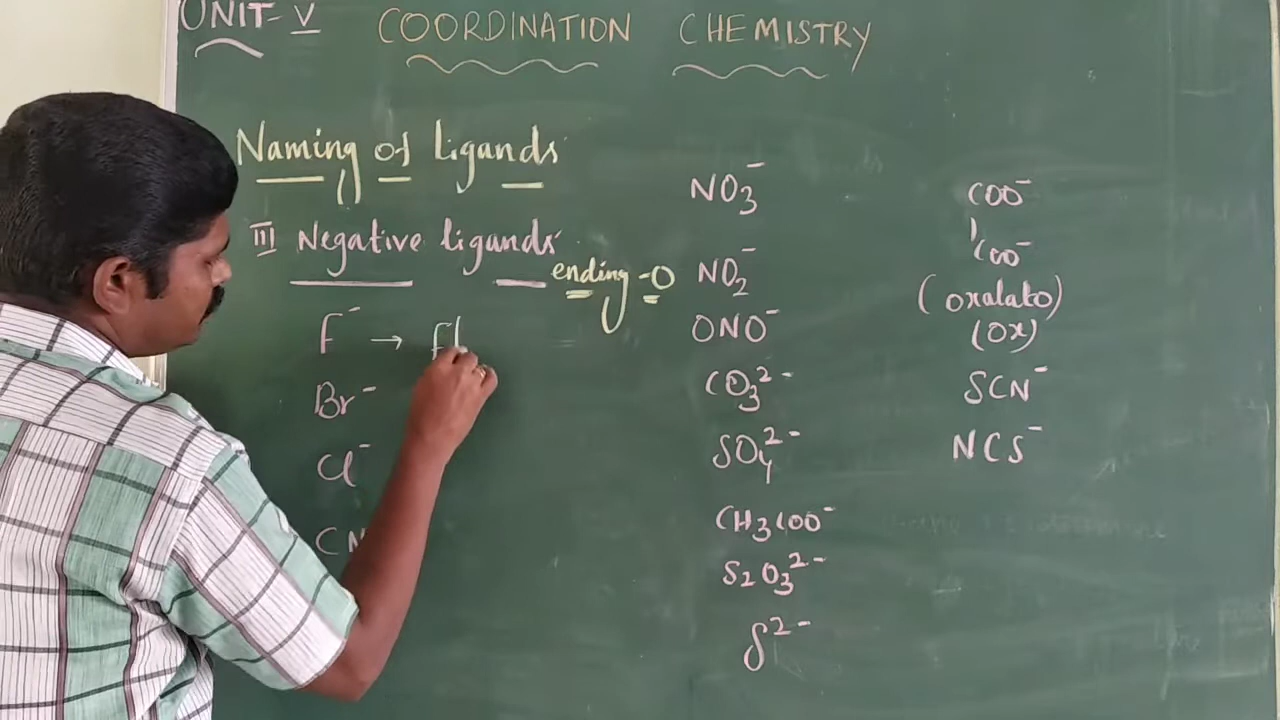 UNIT-V COORDINATION CHEMISTRY
Naming of ligands
III Negative ligands
ending -O
F⁻ → Fl
Br⁻
Cl⁻
CN
NO₃⁻
NO₂⁻
ONO⁻
CO₃²⁻
SO₄²⁻
CH₃COO⁻
S₂O₃²⁻
S²⁻
COO⁻
|
COO⁻
(oxalato)
(OX)
SCN⁻
NCS⁻